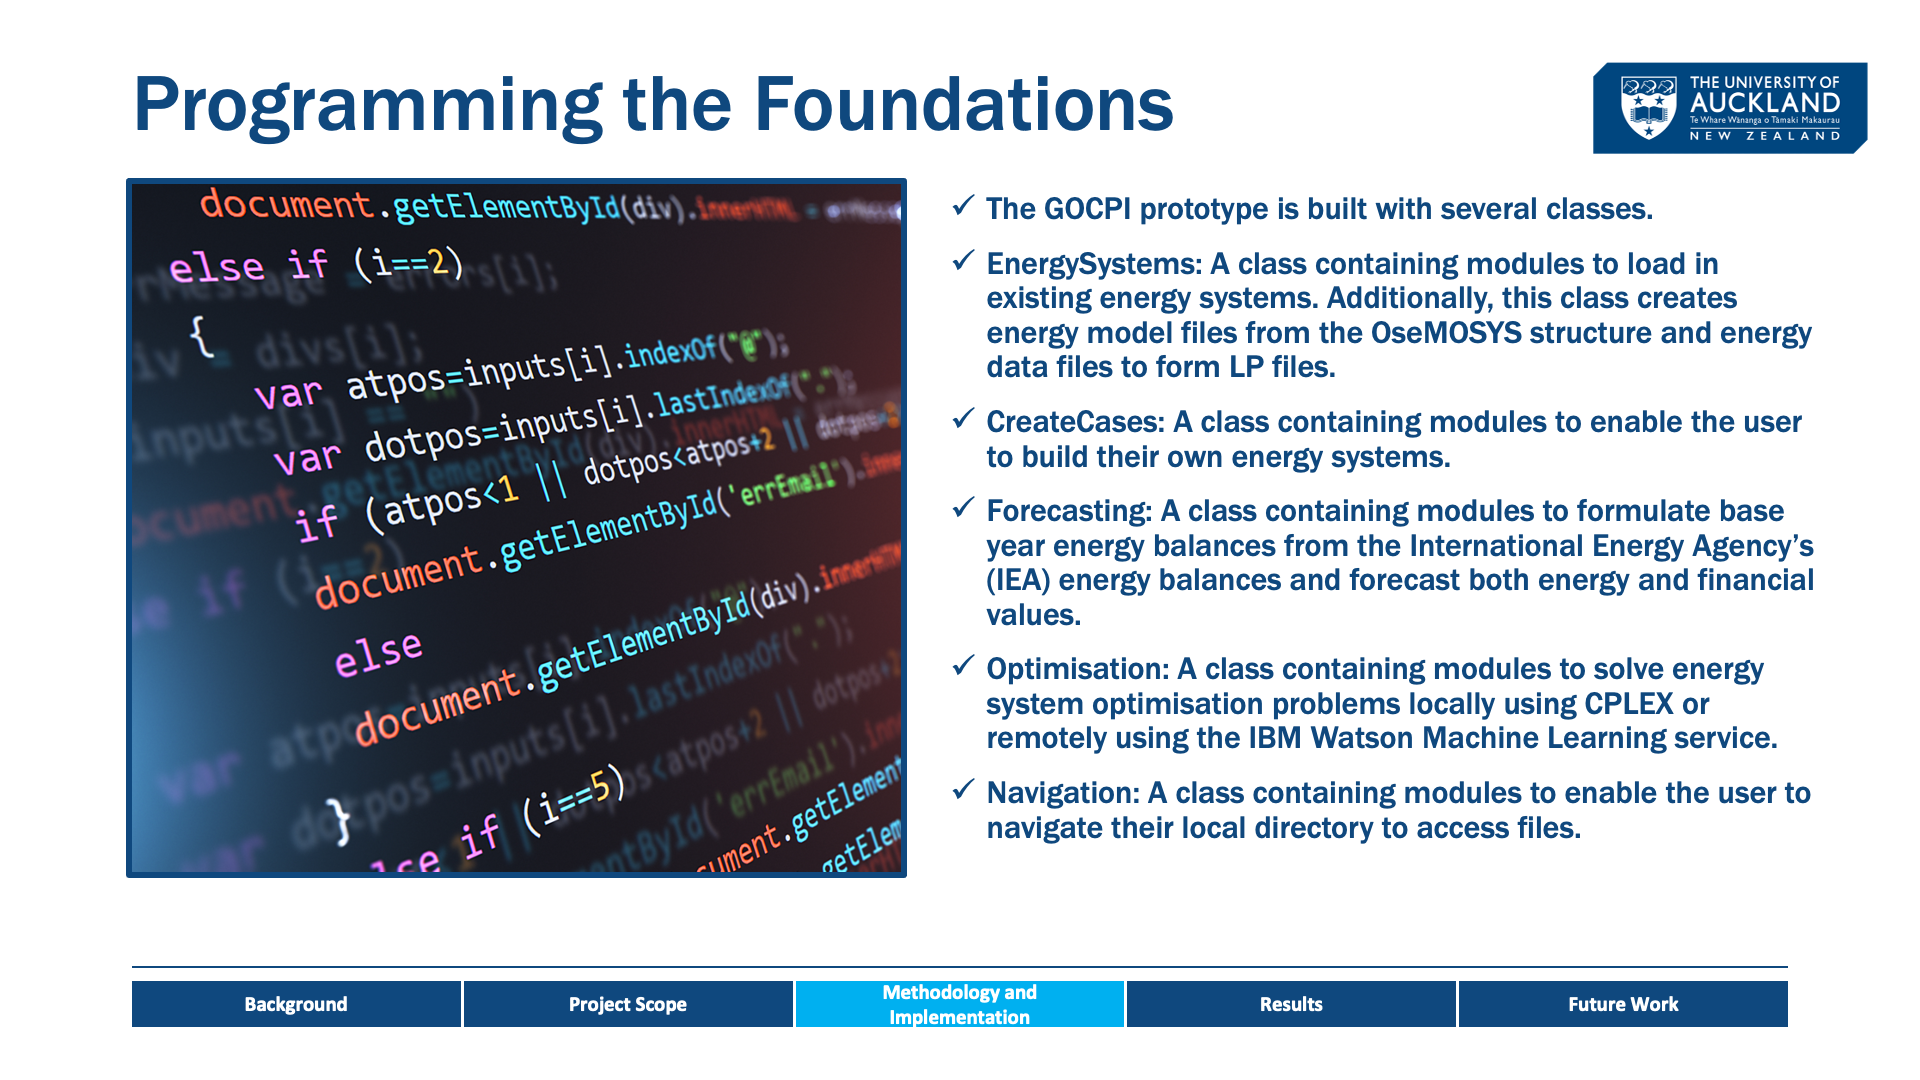 Programming the Foundations
THE UNIVERSITY OF
AUCKLAND
Te Whare Wānanga o Tāmaki Makaurau
NEW ZEALAND
document.getElementById(div).innerHTML =
else if (i==2)
{
var atpos=inputs[i].indexOf("@");
var dotpos=inputs[i].lastIndexOf(".");
if (atpos<1 || dotpos<atpos+2 ||
document.getElementById('errEmail').
else
document.getElementById(div).innerHTML
}
else if (i==5)
✓ The GOCPI prototype is built with several classes.
✓ EnergySystems: A class containing modules to load in
existing energy systems. Additionally, this class creates
energy model files from the OseMOSYS structure and energy
data files to form LP files.
✓ CreateCases: A class containing modules to enable the user
to build their own energy systems.
✓ Forecasting: A class containing modules to formulate base
year energy balances from the International Energy Agency’s
(IEA) energy balances and forecast both energy and financial
values.
✓ Optimisation: A class containing modules to solve energy
system optimisation problems locally using CPLEX or
remotely using the IBM Watson Machine Learning service.
✓ Navigation: A class containing modules to enable the user to
navigate their local directory to access files.
Background
Project Scope
Methodology and
Implementation
Results
Future Work